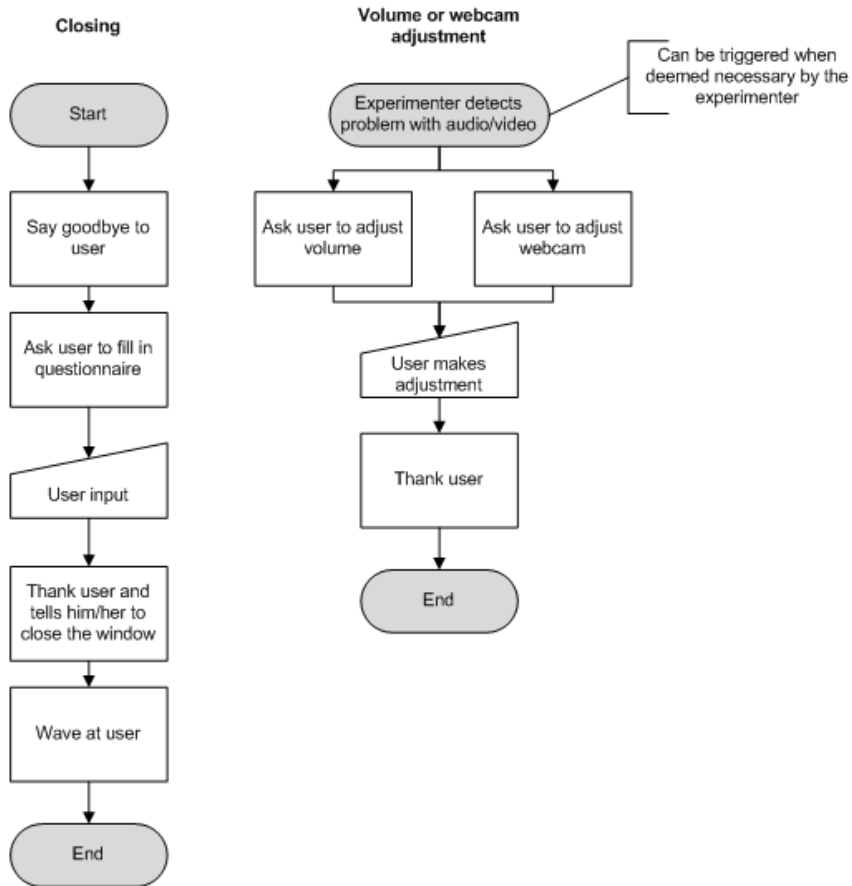 Closing
Start
Say goodbye to
user
Ask user to fill in
questionnaire
User input
Thank user and
tells him/her to
close the window
Wave at user
End
Volume or webcam
adjustment
Experimenter detects
problem with audio/video
Can be triggered when
deemed necessary by the
experimenter
Ask user to adjust
volume
Ask user to adjust
webcam
User makes
adjustment
Thank user
End